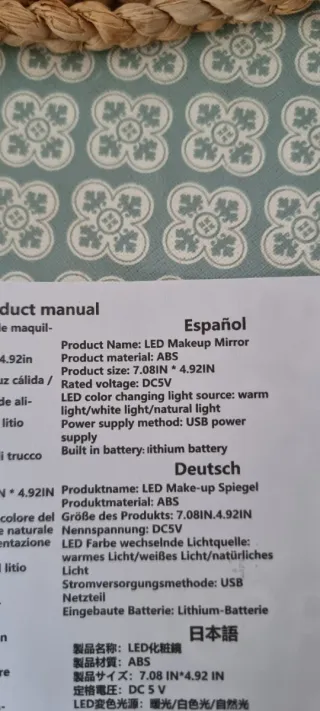 duct manual
de maquil-
4.92in
uz cálida /
de ali-
litio
di trucco
N * 4.92IN
colore del
e naturale
entazione
l litio
Español
Product Name: LED Makeup Mirror
Product material: ABS
Product size: 7.08IN * 4.92IN
Rated voltage: DC5V
LED color changing light source: warm
light/white light/natural light
Power supply method: USB power
supply
Built in battery: lithium battery
Deutsch
Produktname: LED Make-up Spiegel
Produktmaterial: ABS
Größe des Produkts: 7.08IN.4.92IN
Nennspannung: DC5V
LED Farbe wechselnde Lichtquelle:
warmes Licht/weißes Licht/natürliches
Licht
Stromversorgungsmethode: USB
Netzteil
Eingebaute Batterie: Lithium-Batterie
日本語
製品名称: LED化粧鏡
製品材質: ABS
製品サイズ: 7.08 IN*4.92 IN
定格電圧: DC 5 V
LED変色光源: 暖光/白色光/自然光